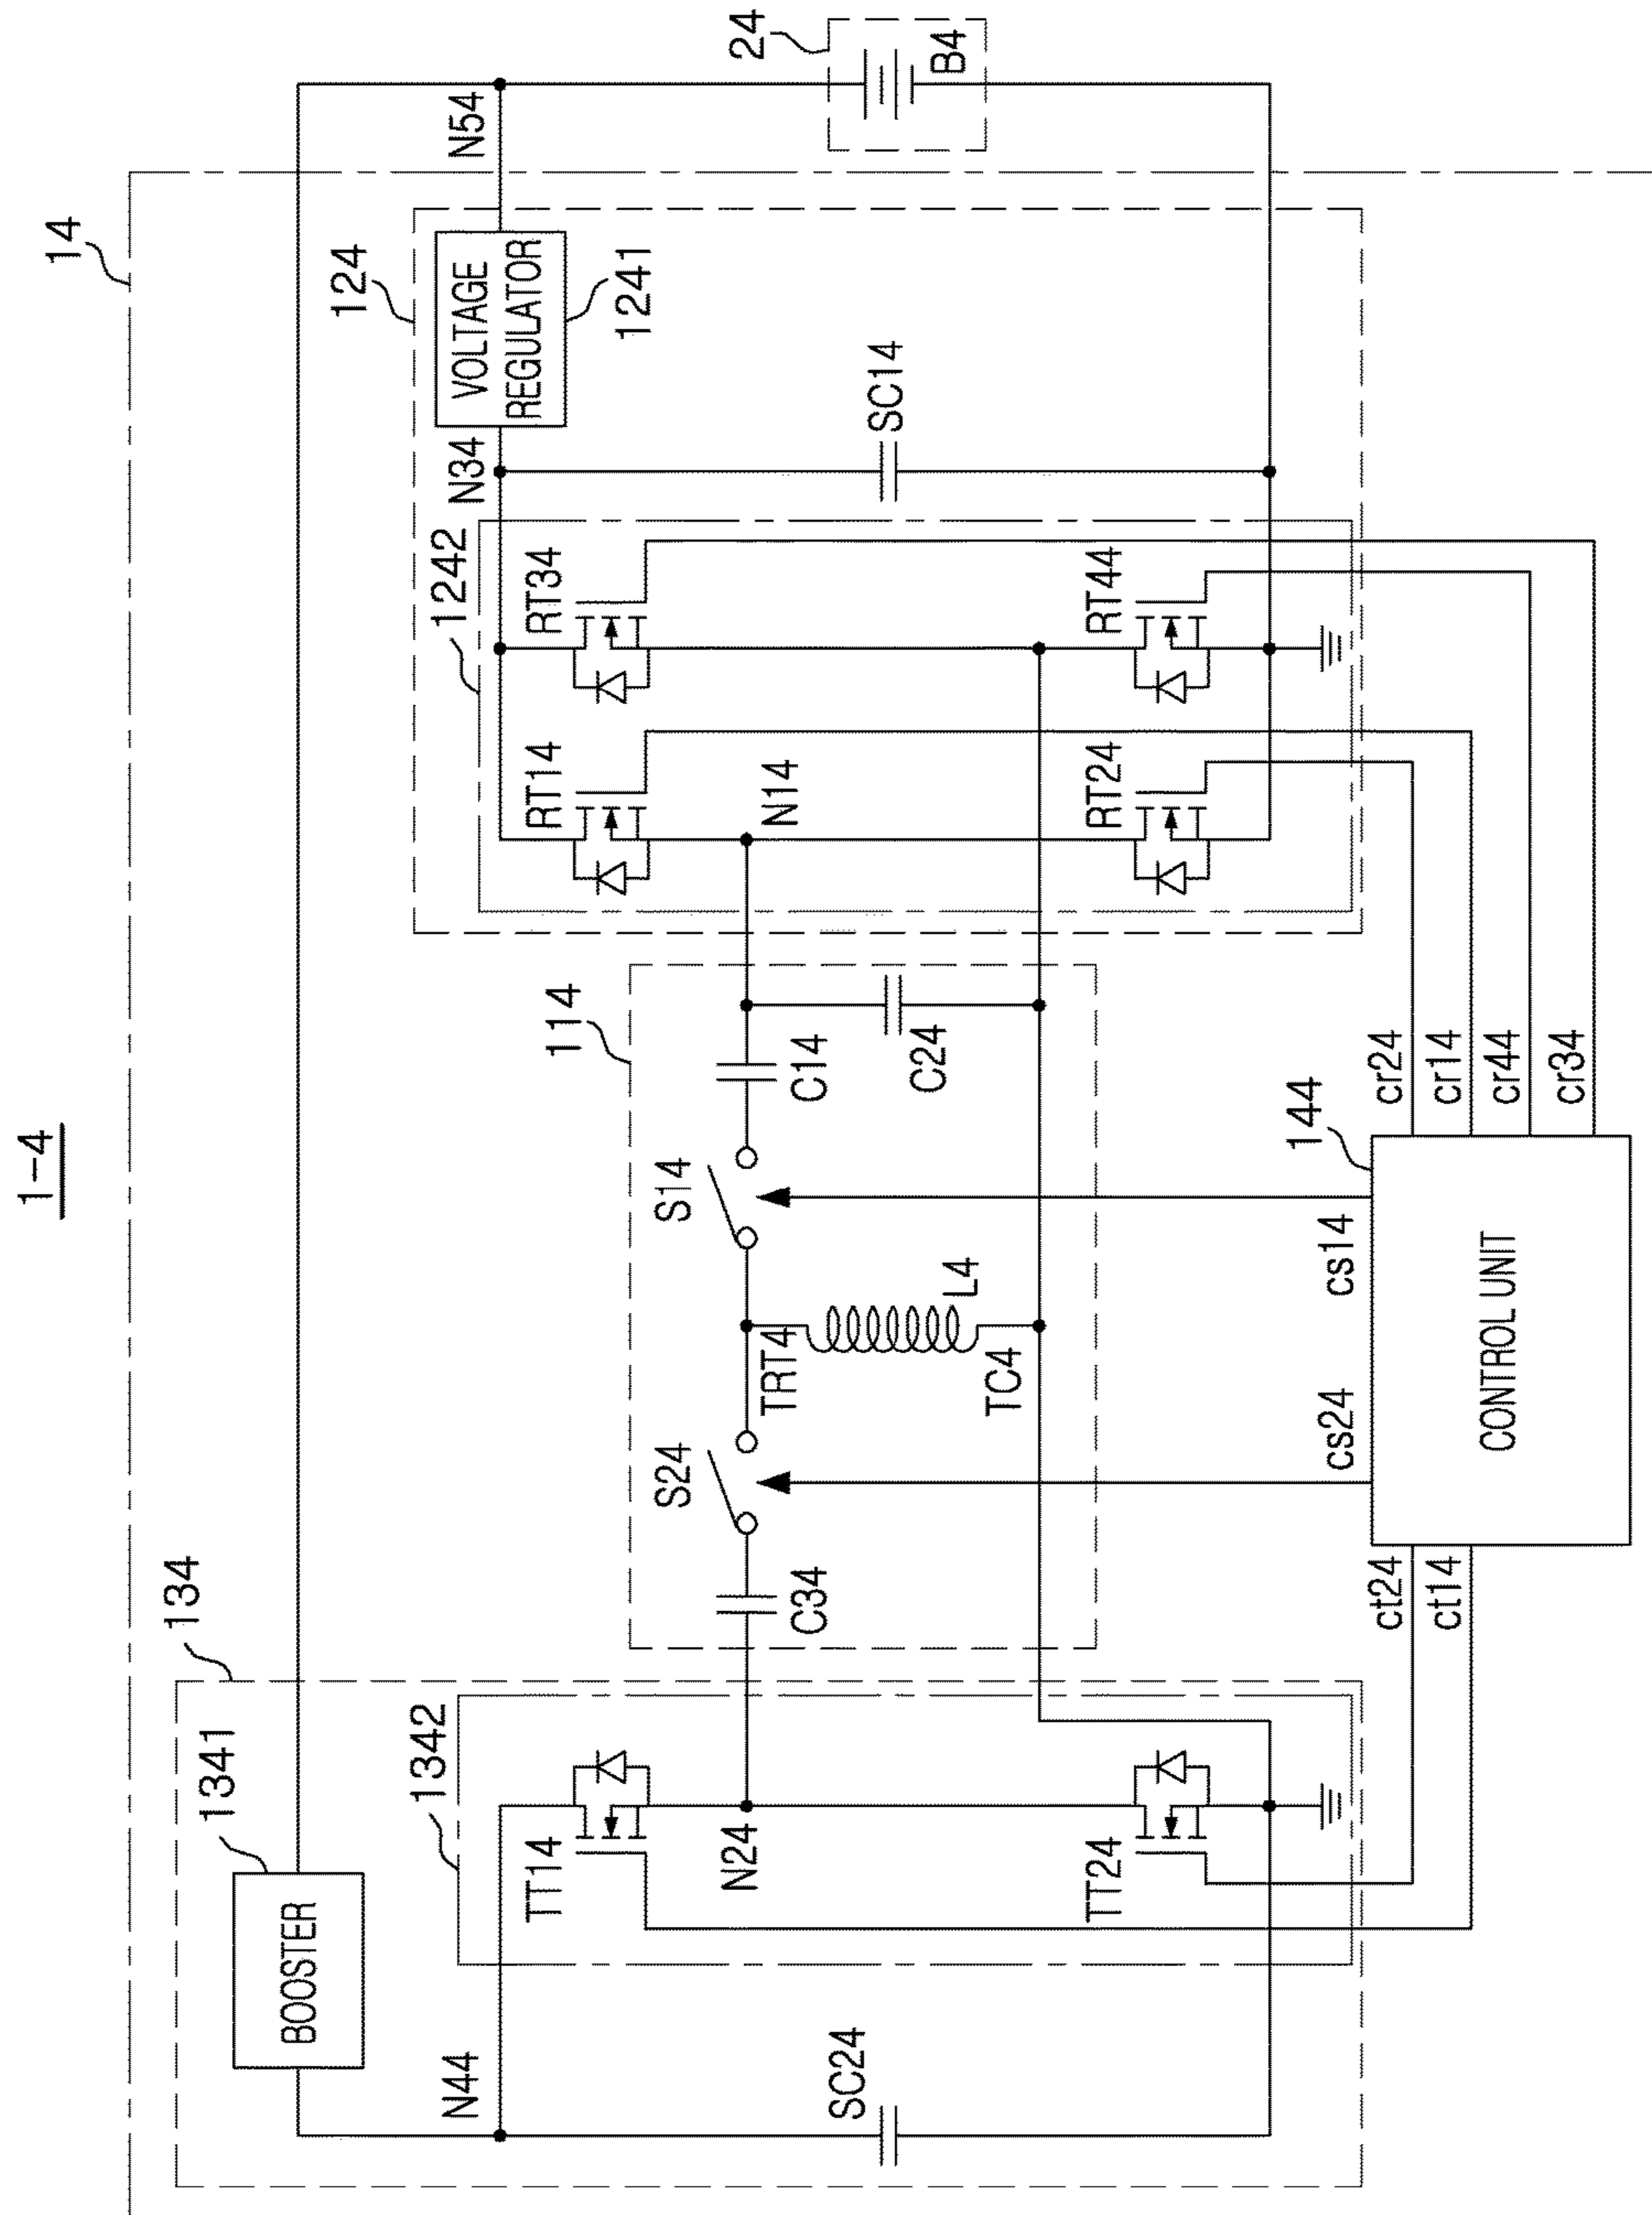 1-4
14
134
1341
BOOSTER
N44
SC24
1342
TT14
N24
TT24
114
C34
S24
TRT4
L4
TC4
S14
C14
C24
124
1242
RT14
N14
RT24
RT34
RT44
N34
VOLTAGE
REGULATOR
1241
SC14
N54
24
B4
144
CONTROL UNIT
ct24
ct14
cs24
cs14
cr24
cr14
cr44
cr34